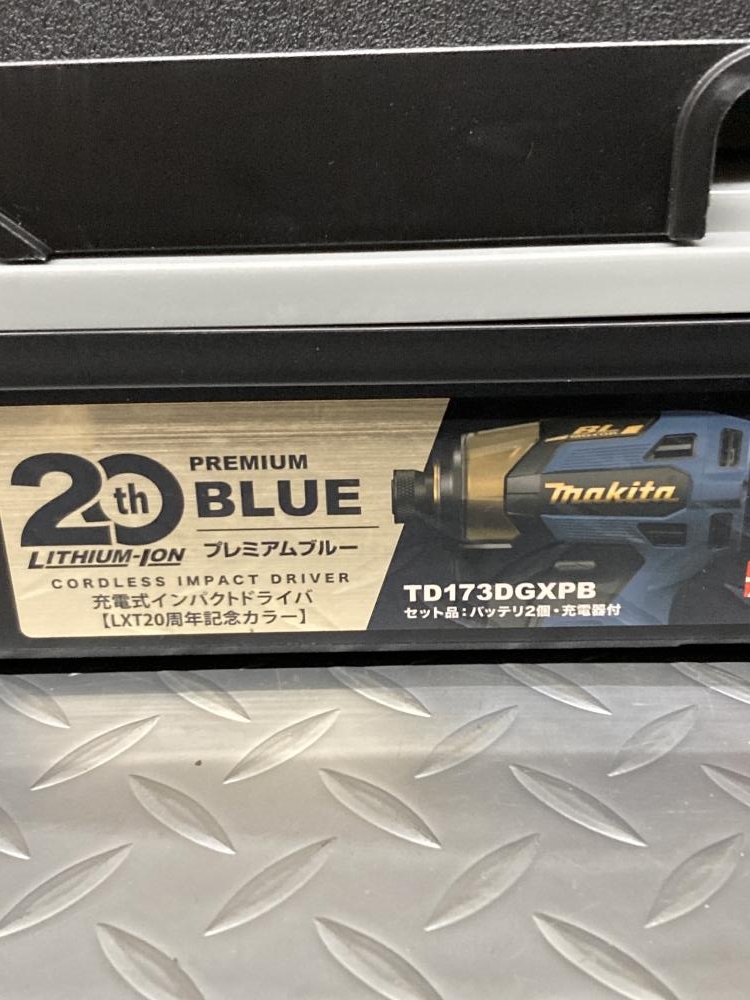 20th
LITHIUM-ION
PREMIUM
BLUE
プレミアムブルー
CORDLESS IMPACT DRIVER
充電式インパクトドライバ
【LXT20周年記念カラー】
BL
makita
TD173DGXPB
セット品：バッテリ2個・充電器付